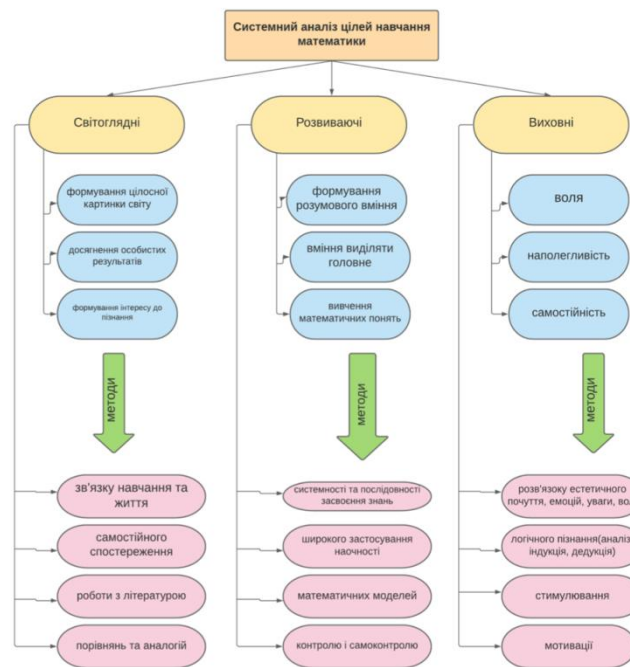 Системний аналіз цілей навчання
математики
Світоглядні
Розвиваючі
Виховні
формування цілосної
картинки світу
досягнення особистих
результатів
формування інтересу до
пізнання
формування
розумового вміння
вміння виділяти
головне
вивчення
математичних понять
воля
наполегливість
самостійність
методи
методи
методи
зв'язку навчання та
життя
самостійного
спостереження
роботи з літературою
порівнянь та аналогій
системності та послідовності
засвоєння знань
широкого застосування
наочності
математичних моделей
контролю і самоконтролю
розв'язоку естетичного
почуття, емоцій, уваги, вол
логічного пізнання(аналіз
індукція, дедукція)
стимулювання
мотивації